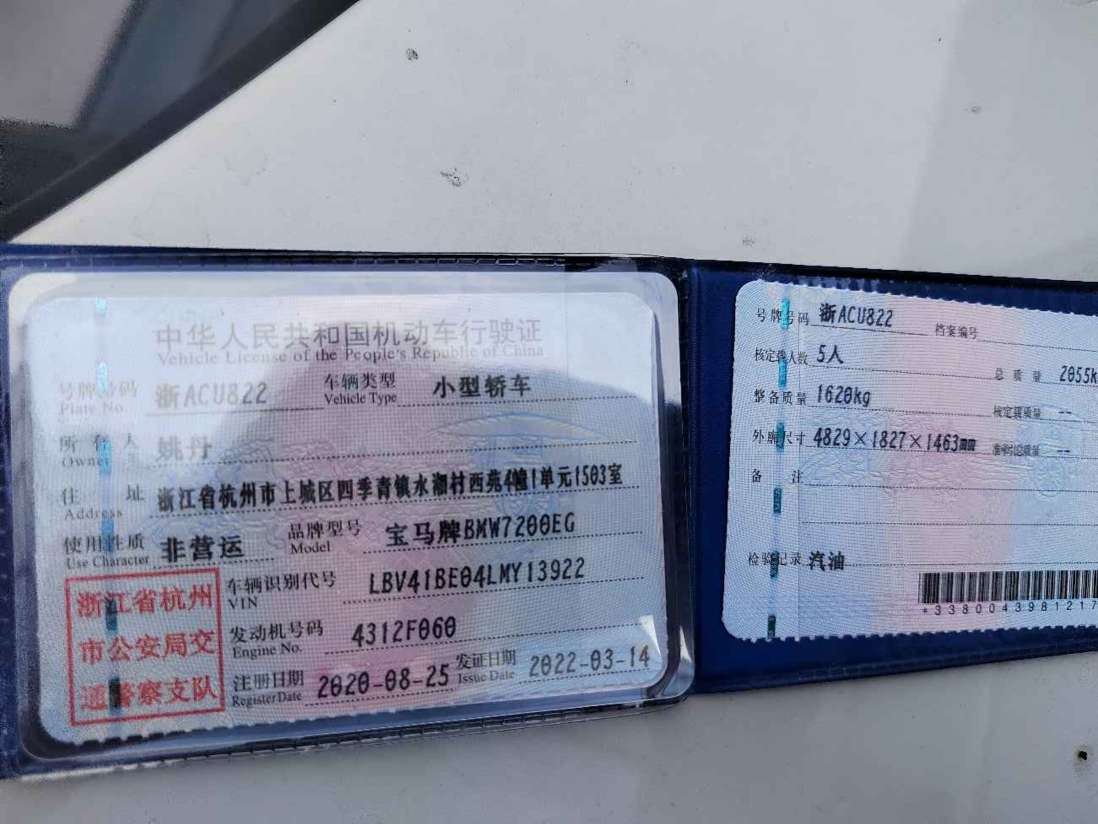 中华人民共和国机动车行驶证
Vehicle License of the People's Republic of China
号牌号码 Plate No. 浙ACU822 车辆类型 Vehicle Type 小型轿车
所有人 Owner 姚丹
住址 Address 浙江省杭州市上城区四季青镇水湘村西苑4幢1单元1503室
使用性质 Use Character 非营运 品牌型号 Model 宝马牌BMW7200EG
浙江省杭州
市公安局交
通警察支队
车辆识别代号 VIN LBV41BE04LMY13922
发动机号码 Engine No. 4312F060
注册日期 Register Date 2020-08-25 发证日期 Issue Date 2022-03-14
号牌号码 浙ACU822 档案编号
核定载人数 5人 总质量 2055k
整备质量 1620kg 核定载质量 --
外廓尺寸 4829×1827×1463mm 准牵引总质量 --
备注
检验记录 汽油
*3380043981217